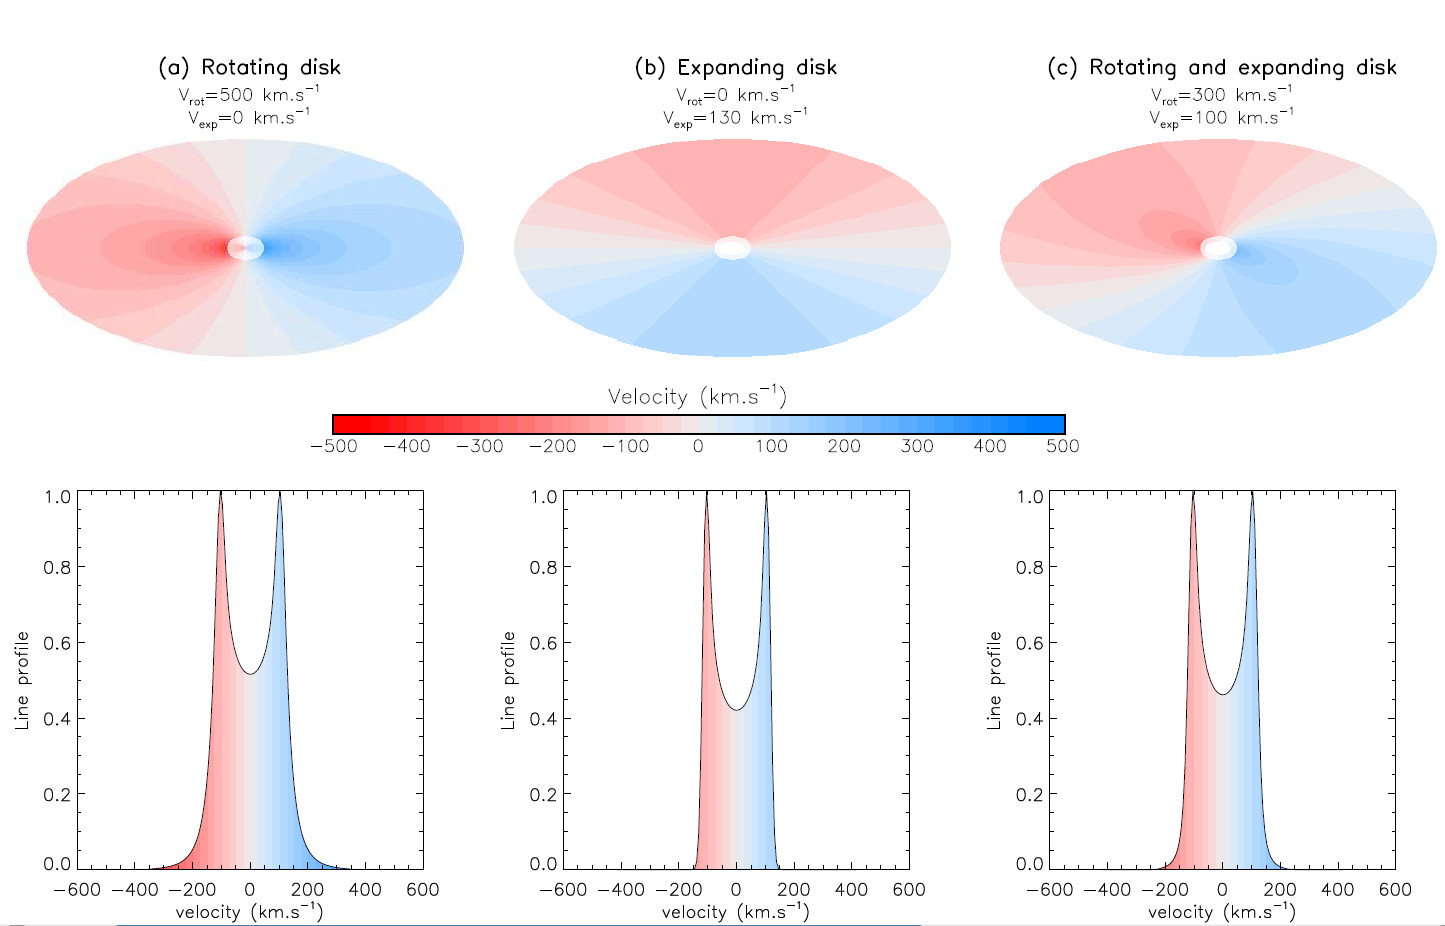 (a) Rotating disk
V_rot=500 km.s⁻¹
V_exp=0 km.s⁻¹
(b) Expanding disk
V_rot=0 km.s⁻¹
V_exp=130 km.s⁻¹
(c) Rotating and expanding disk
V_rot=300 km.s⁻¹
V_exp=100 km.s⁻¹
Velocity (km.s⁻¹)
−500 −400 −300 −200 −100 0 100 200 300 400 500
Line profile
1.0
0.8
0.6
0.4
0.2
0.0
−600 −400 −200 0 200 400 600
velocity (km.s⁻¹)
Line profile
1.0
0.8
0.6
0.4
0.2
0.0
−600 −400 −200 0 200 400 600
velocity (km.s⁻¹)
Line profile
1.0
0.8
0.6
0.4
0.2
0.0
−600 −400 −200 0 200 400 600
velocity (km.s⁻¹)